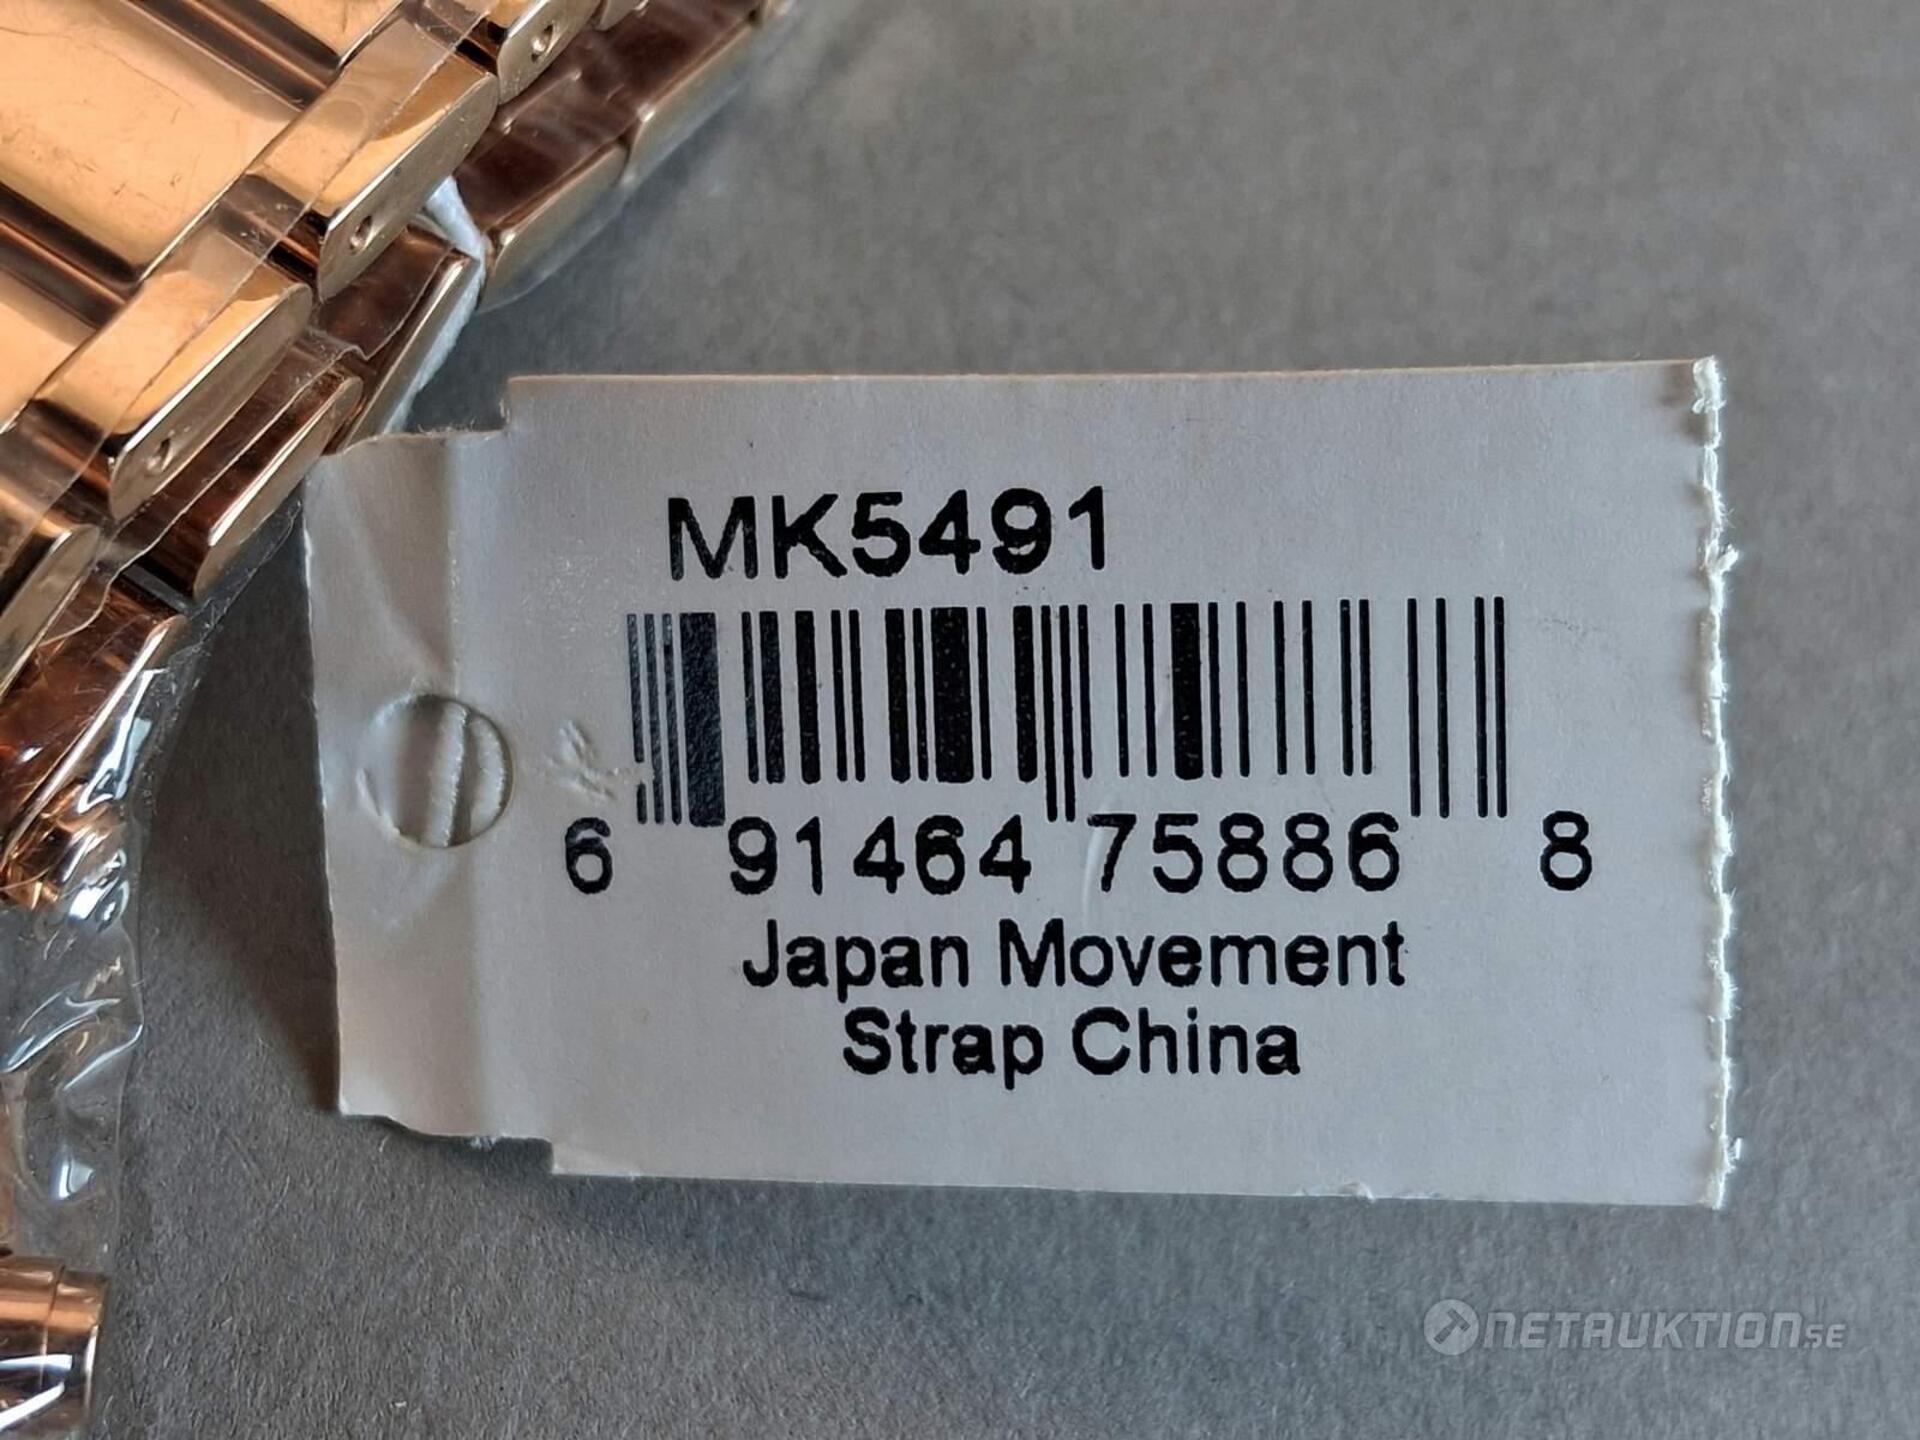 MK5491
6 91464 75886 8
Japan Movement
Strap China
NETAUKTION.SE